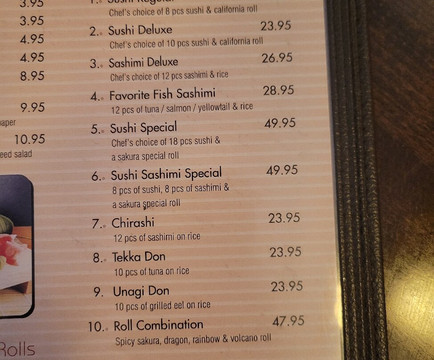 3.95
3.95
4.95
4.95
8.95
9.95
paper
10.95
eed salad
Rolls
1. Sushi Regular
Chef's choice of 8 pcs sushi & california roll
2. Sushi Deluxe 23.95
Chef's choice of 10 pcs sushi & california roll
3. Sashimi Deluxe 26.95
Chef's choice of 12 pcs sashimi & rice
4. Favorite Fish Sashimi 28.95
12 pcs of tuna / salmon / yellowtail & rice
5. Sushi Special 49.95
Chef's choice of 18 pcs sushi &
a sakura special roll
6. Sushi Sashimi Special 49.95
8 pcs of sushi, 8 pcs of sashimi &
a sakura special roll
7. Chirashi 23.95
12 pcs of sashimi on rice
8. Tekka Don 23.95
10 pcs of tuna on rice
9. Unagi Don 23.95
10 pcs of grilled eel on rice
10. Roll Combination 47.95
Spicy sakura, dragon, rainbow & volcano roll